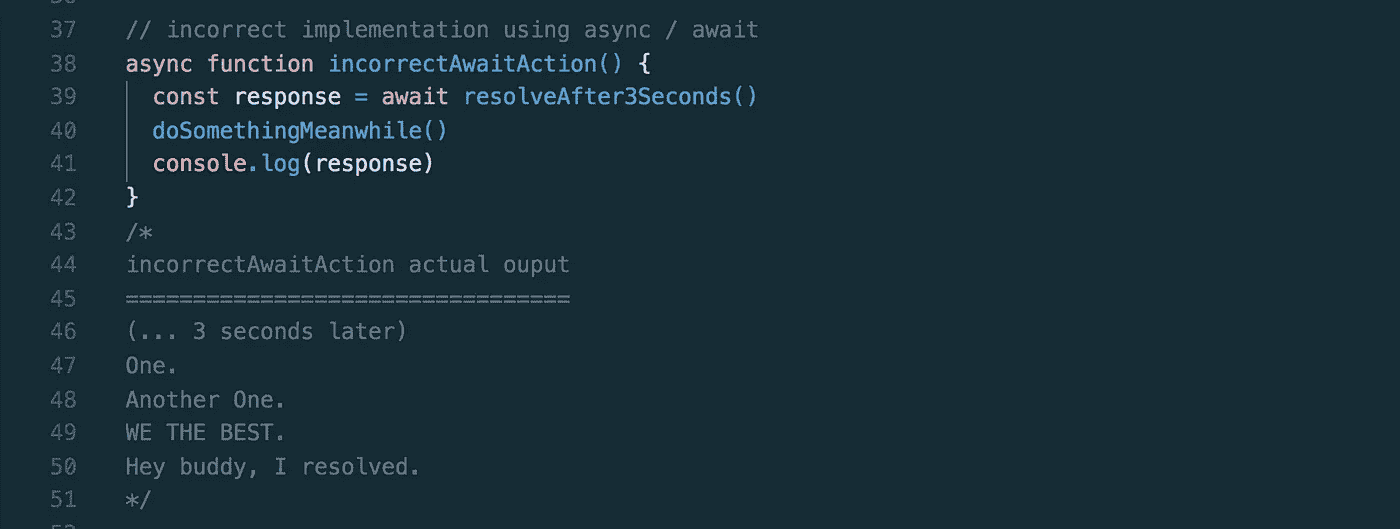 37 // incorrect implementation using async / await
38 async function incorrectAwaitAction() {
39 const response = await resolveAfter3Seconds()
40 doSomethingMeanwhile()
41 console.log(response)
42 }
43 /*
44 incorrectAwaitAction actual ouput
45 =================================
46 (... 3 seconds later)
47 One.
48 Another One.
49 WE THE BEST.
50 Hey buddy, I resolved.
51 */